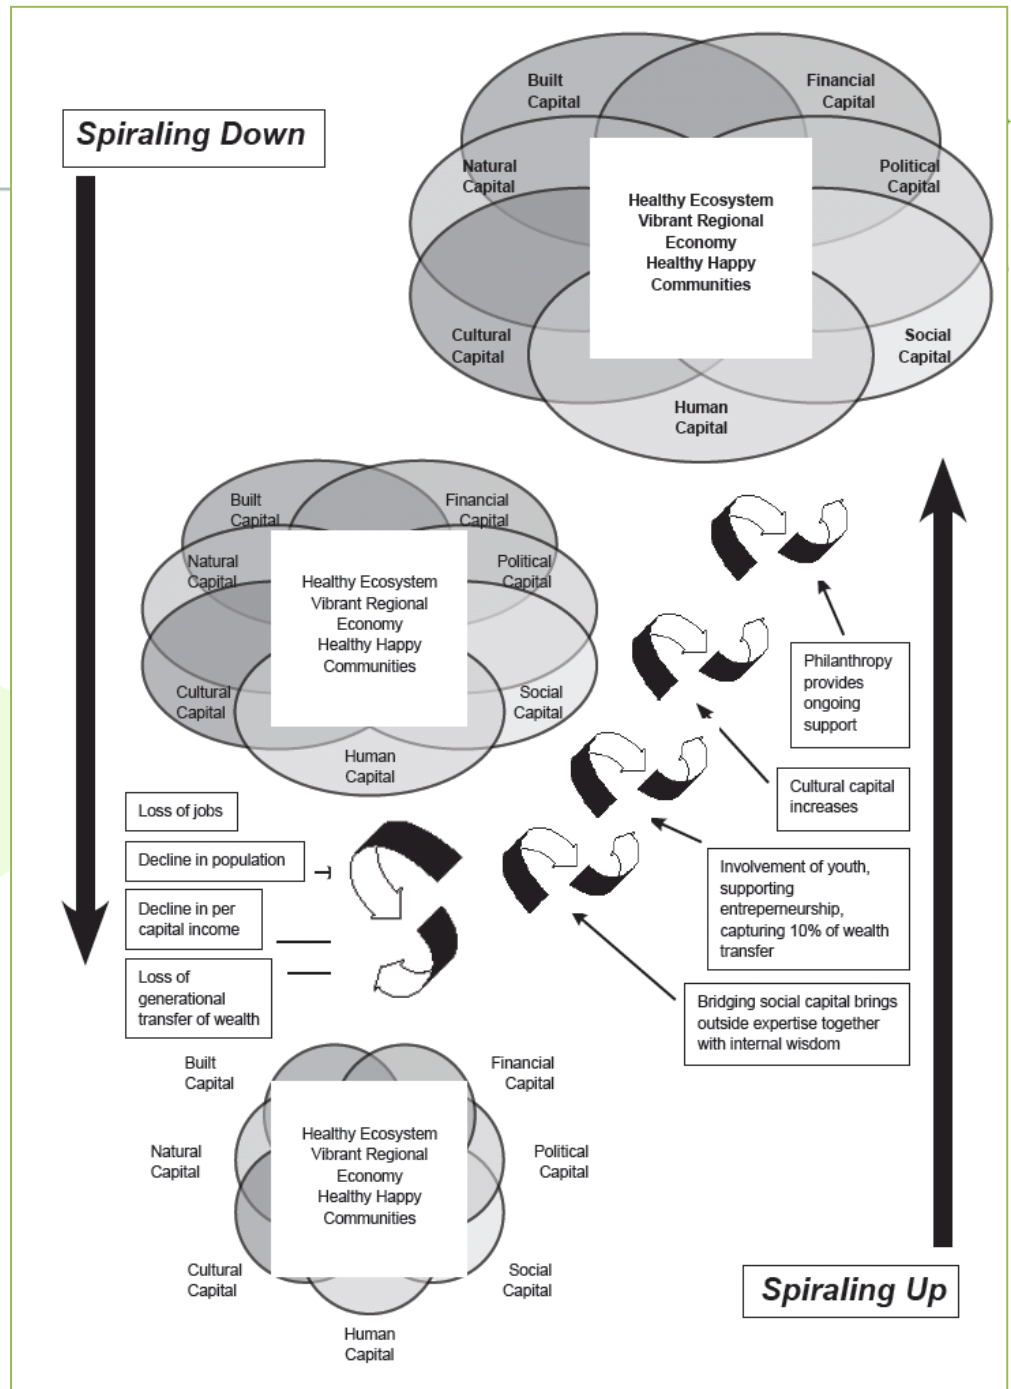 Spiraling Down
Built
Capital
Financial
Capital
Natural
Capital
Political
Capital
Healthy Ecosystem
Vibrant Regional
Economy
Healthy Happy
Communities
Cultural
Capital
Social
Capital
Human
Capital
Built
Capital
Financial
Capital
Natural
Capital
Political
Capital
Healthy Ecosystem
Vibrant Regional
Economy
Healthy Happy
Communities
Cultural
Capital
Social
Capital
Human
Capital
Philanthropy
provides
ongoing
support
Cultural capital
increases
Involvement of youth,
supporting
entreperneurship,
capturing 10% of wealth
transfer
Bridging social capital brings
outside expertise together
with internal wisdom
Loss of jobs
Decline in population
Decline in per
capital income
Loss of
generational
transfer of wealth
Built
Capital
Financial
Capital
Natural
Capital
Political
Capital
Healthy Ecosystem
Vibrant Regional
Economy
Healthy Happy
Communities
Cultural
Capital
Social
Capital
Human
Capital
Spiraling Up